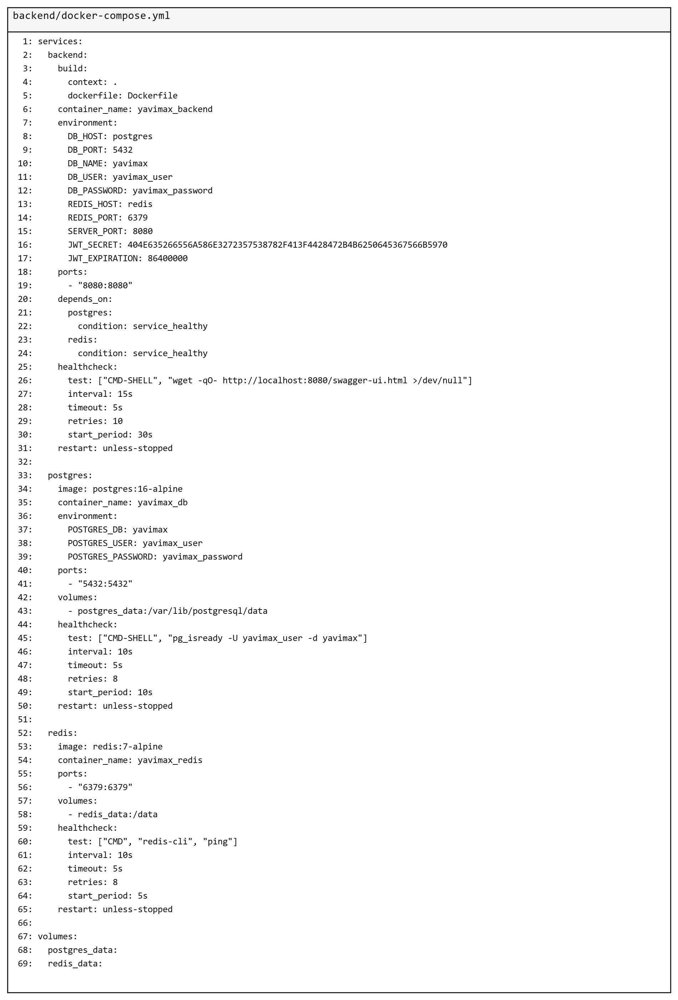 backend/docker-compose.yml
1: services:
2:   backend:
3:     build:
4:       context: .
5:       dockerfile: Dockerfile
6:     container_name: yavimax_backend
7:     environment:
8:       DB_HOST: postgres
9:       DB_PORT: 5432
10:       DB_NAME: yavimax
11:       DB_USER: yavimax_user
12:       DB_PASSWORD: yavimax_password
13:       REDIS_HOST: redis
14:       REDIS_PORT: 6379
15:       SERVER_PORT: 8080
16:       JWT_SECRET: 404E635266556A586E3272357538782F413F4428472B4B6250645367566B5970
17:       JWT_EXPIRATION: 86400000
18:     ports:
19:       - "8080:8080"
20:     depends_on:
21:       postgres:
22:         condition: service_healthy
23:       redis:
24:         condition: service_healthy
25:     healthcheck:
26:       test: ["CMD-SHELL", "wget -qO- http://localhost:8080/swagger-ui.html >/dev/null"]
27:       interval: 15s
28:       timeout: 5s
29:       retries: 10
30:       start_period: 30s
31:     restart: unless-stopped
32:
33:   postgres:
34:     image: postgres:16-alpine
35:     container_name: yavimax_db
36:     environment:
37:       POSTGRES_DB: yavimax
38:       POSTGRES_USER: yavimax_user
39:       POSTGRES_PASSWORD: yavimax_password
40:     ports:
41:       - "5432:5432"
42:     volumes:
43:       - postgres_data:/var/lib/postgresql/data
44:     healthcheck:
45:       test: ["CMD-SHELL", "pg_isready -U yavimax_user -d yavimax"]
46:       interval: 10s
47:       timeout: 5s
48:       retries: 8
49:       start_period: 10s
50:     restart: unless-stopped
51:
52:   redis:
53:     image: redis:7-alpine
54:     container_name: yavimax_redis
55:     ports:
56:       - "6379:6379"
57:     volumes:
58:       - redis_data:/data
59:     healthcheck:
60:       test: ["CMD", "redis-cli", "ping"]
61:       interval: 10s
62:       timeout: 5s
63:       retries: 8
64:       start_period: 5s
65:     restart: unless-stopped
66:
67: volumes:
68:   postgres_data:
69:   redis_data: